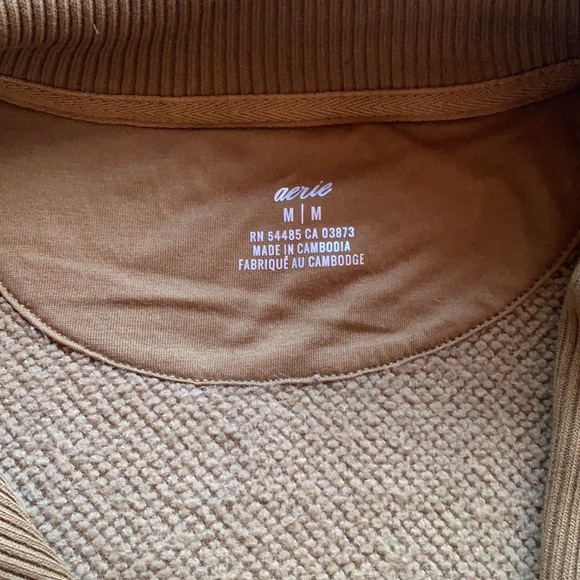 aerie
M | M
RN 54485 CA 03873
MADE IN CAMBODIA
FABRIQUÉ AU CAMBODGE